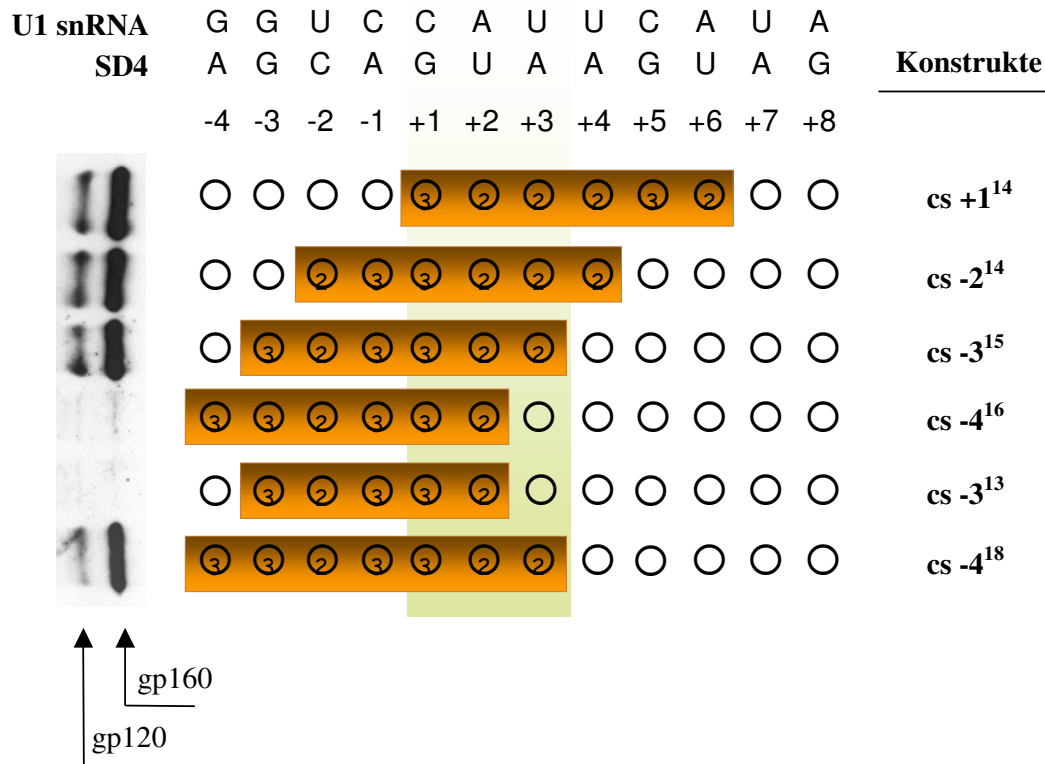 U1 snRNA G G U C C A U U C A U A
SD4 A G C A G U A A G U A G Konstrukte
-4 -3 -2 -1 +1 +2 +3 +4 +5 +6 +7 +8
3 2 2 2 3 2 cs +1¹⁴
2 3 3 2 2 2 cs -2¹⁴
3 2 3 3 2 2 cs -3¹⁵
3 3 2 3 3 2 cs -4¹⁶
3 2 3 3 2 cs -3¹³
3 3 2 3 3 2 2 cs -4¹⁸
gp160
gp120